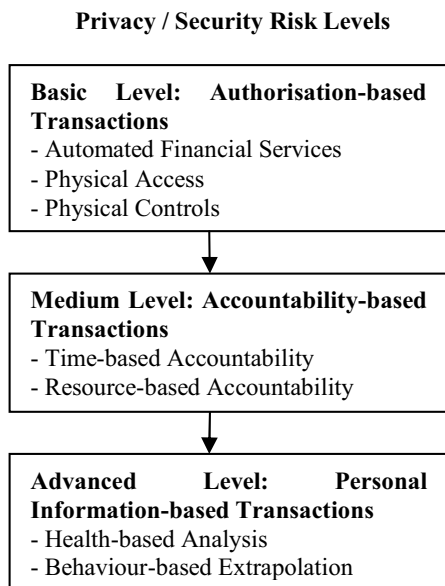 Privacy / Security Risk Levels
Basic Level: Authorisation-based
Transactions
- Automated Financial Services
- Physical Access
- Physical Controls
Medium Level: Accountability-based
Transactions
- Time-based Accountability
- Resource-based Accountability
Advanced Level: Personal
Information-based Transactions
- Health-based Analysis
- Behaviour-based Extrapolation